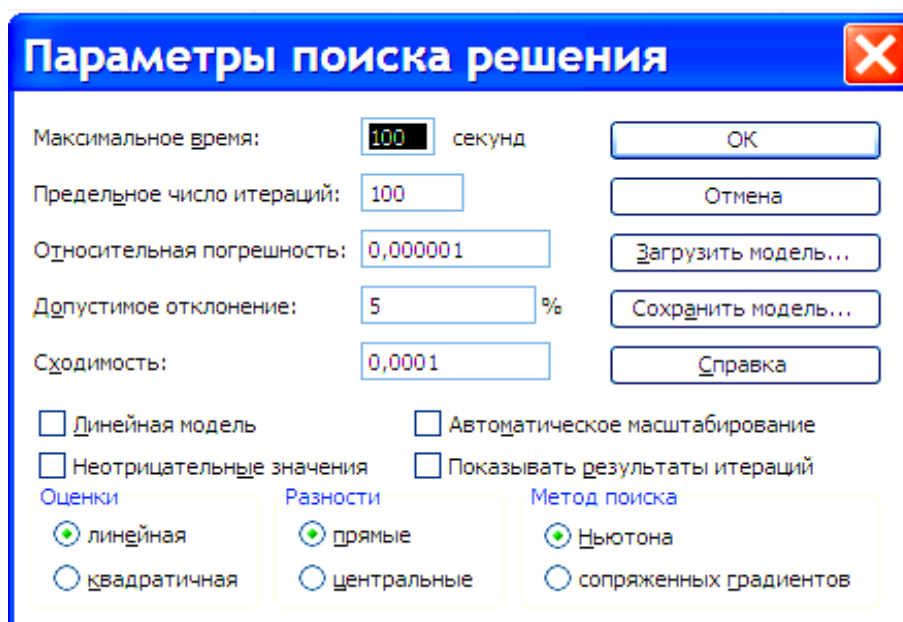 Параметры поиска решения
Максимальное время: 100 секунд OK
Предельное число итераций: 100 Отмена
Относительная погрешность: 0,000001 Загрузить модель...
Допустимое отклонение: 5 % Сохранить модель...
Сходимость: 0,0001 Справка
Линейная модель Автоматическое масштабирование
Неотрицательные значения Показывать результаты итераций
Оценки Разности Метод поиска
линейная прямые Ньютона
квадратичная центральные сопряженных градиентов